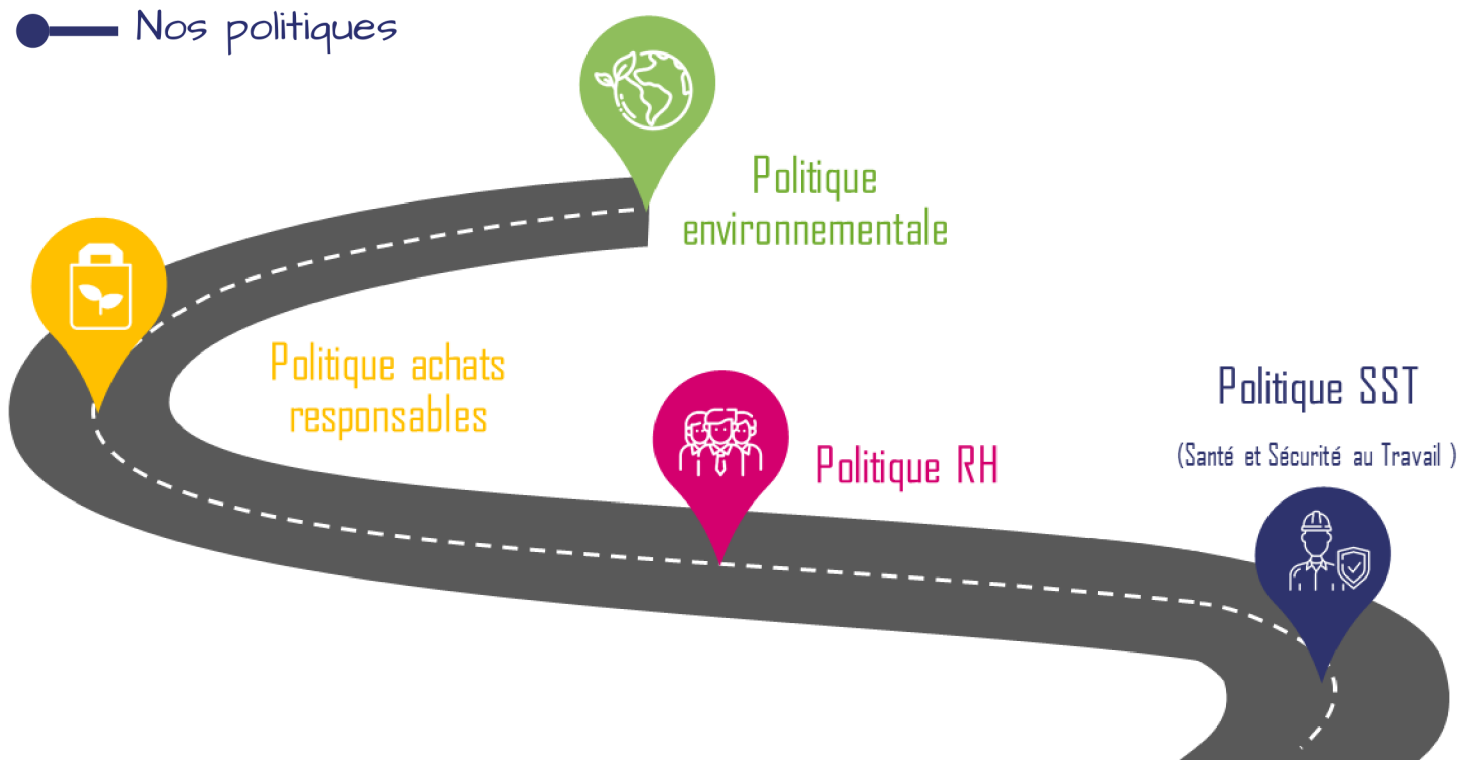 Nos politiques
Politique
environnementale
Politique achats
responsables
Politique RH
Politique SST
(Santé et Sécurité au Travail )